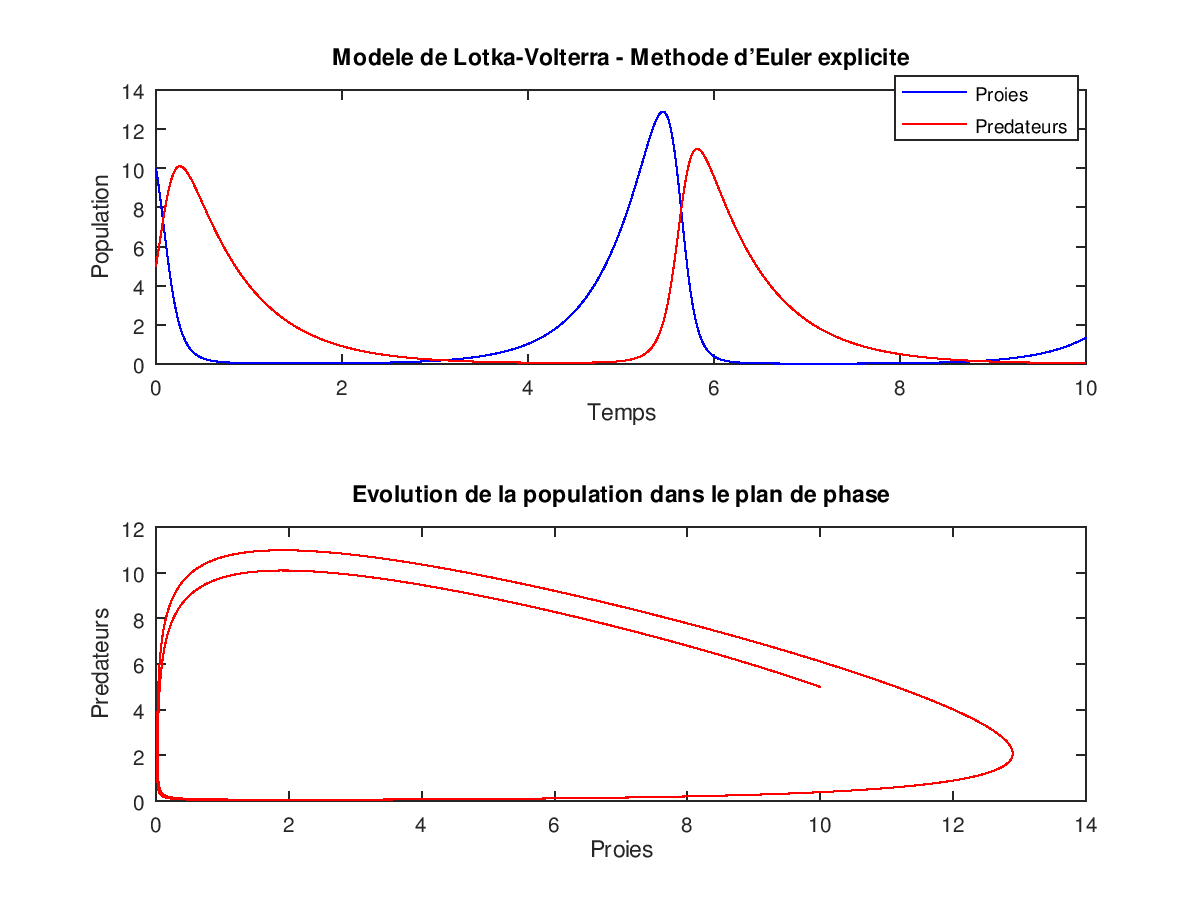 Modele de Lotka-Volterra - Methode d’Euler explicite
14
12
10
8
6
4
2
0
Population
Proies
Predateurs
0 2 4 6 8 10
Temps
Evolution de la population dans le plan de phase
12
10
8
6
4
2
0
Predateurs
0 2 4 6 8 10 12 14
Proies